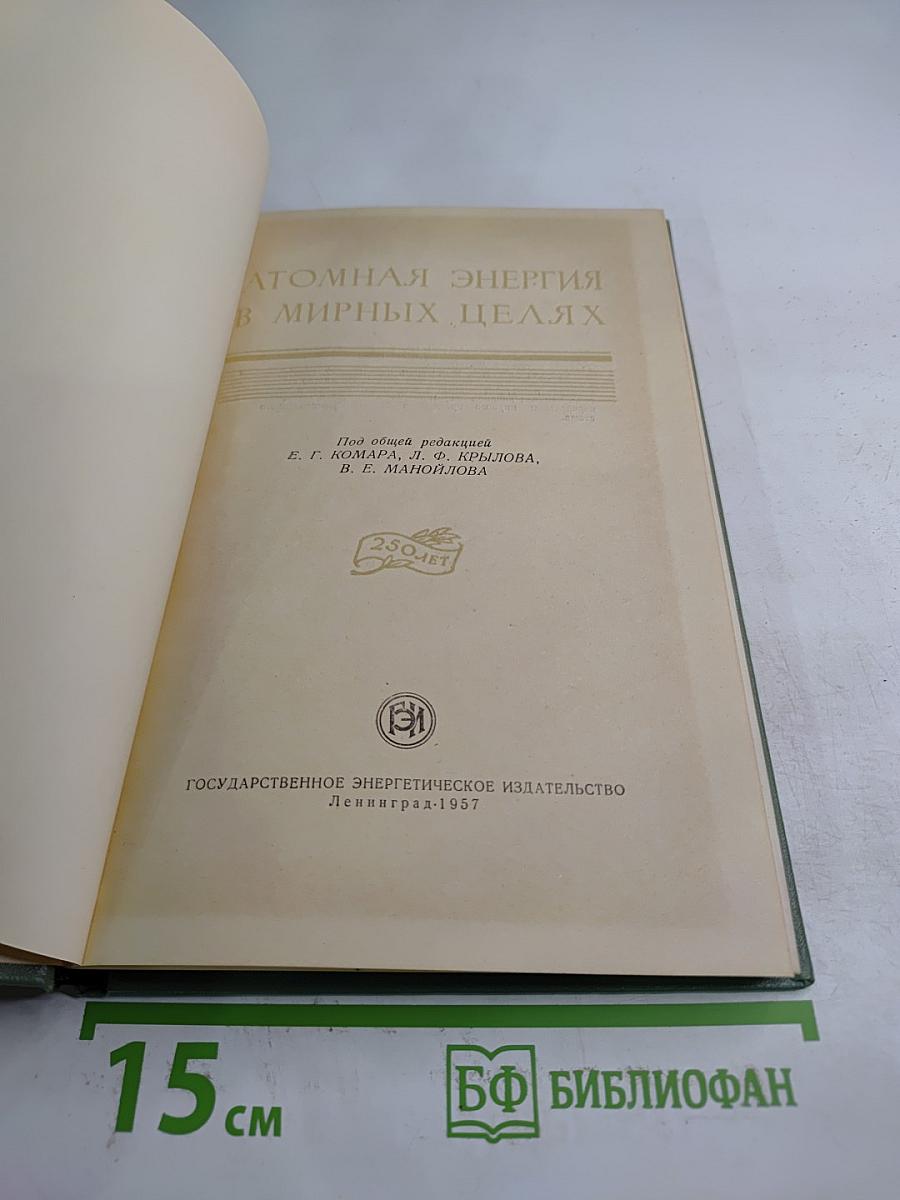 АТОМНАЯ ЭНЕРГИЯ
В МИРНЫХ ЦЕЛЯХ
Под общей редакцией
Е. Г. КОМАРА, Л. Ф. КРЫЛОВА,
В. Е. МАНОЙЛОВА
250 ЛЕТ
ГЭИ
ГОСУДАРСТВЕННОЕ ЭНЕРГЕТИЧЕСКОЕ ИЗДАТЕЛЬСТВО
Ленинград·1957
15 см
БФ БИБЛИОФАН